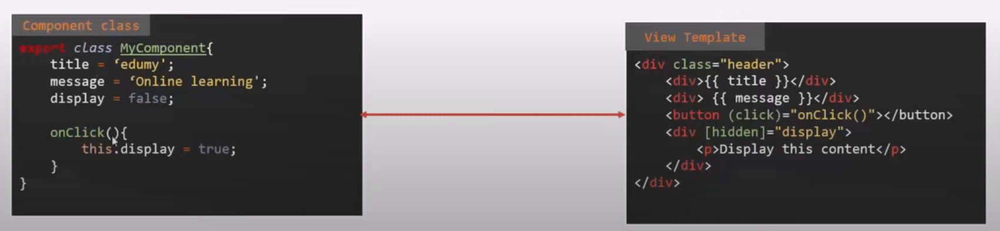 Component class
export class MyComponent{
title = ‘edumy';
message = ‘Online learning';
display = false;
onClick(){
this.display = true;
}
}
View Template
<div class="header">
<div>{{ title }}</div>
<div> {{ message }}</div>
<button (click)="onClick()"></button>
<div [hidden]="display">
<p>Display this content</p>
</div>
</div>